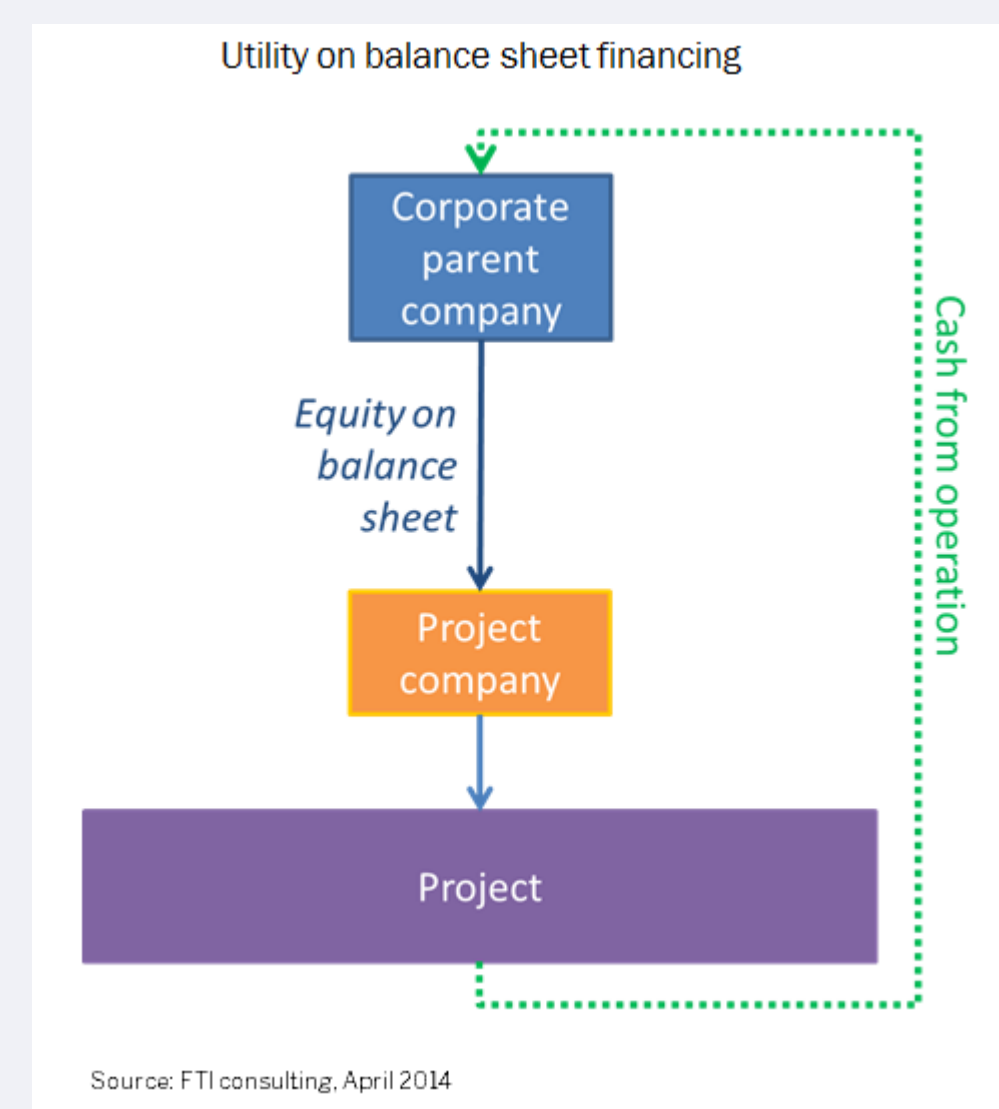 Utility on balance sheet financing
Corporate
parent
company
Equity on
balance
sheet
Cash from operation
Project
company
Project
Source: FTI consulting, April 2014